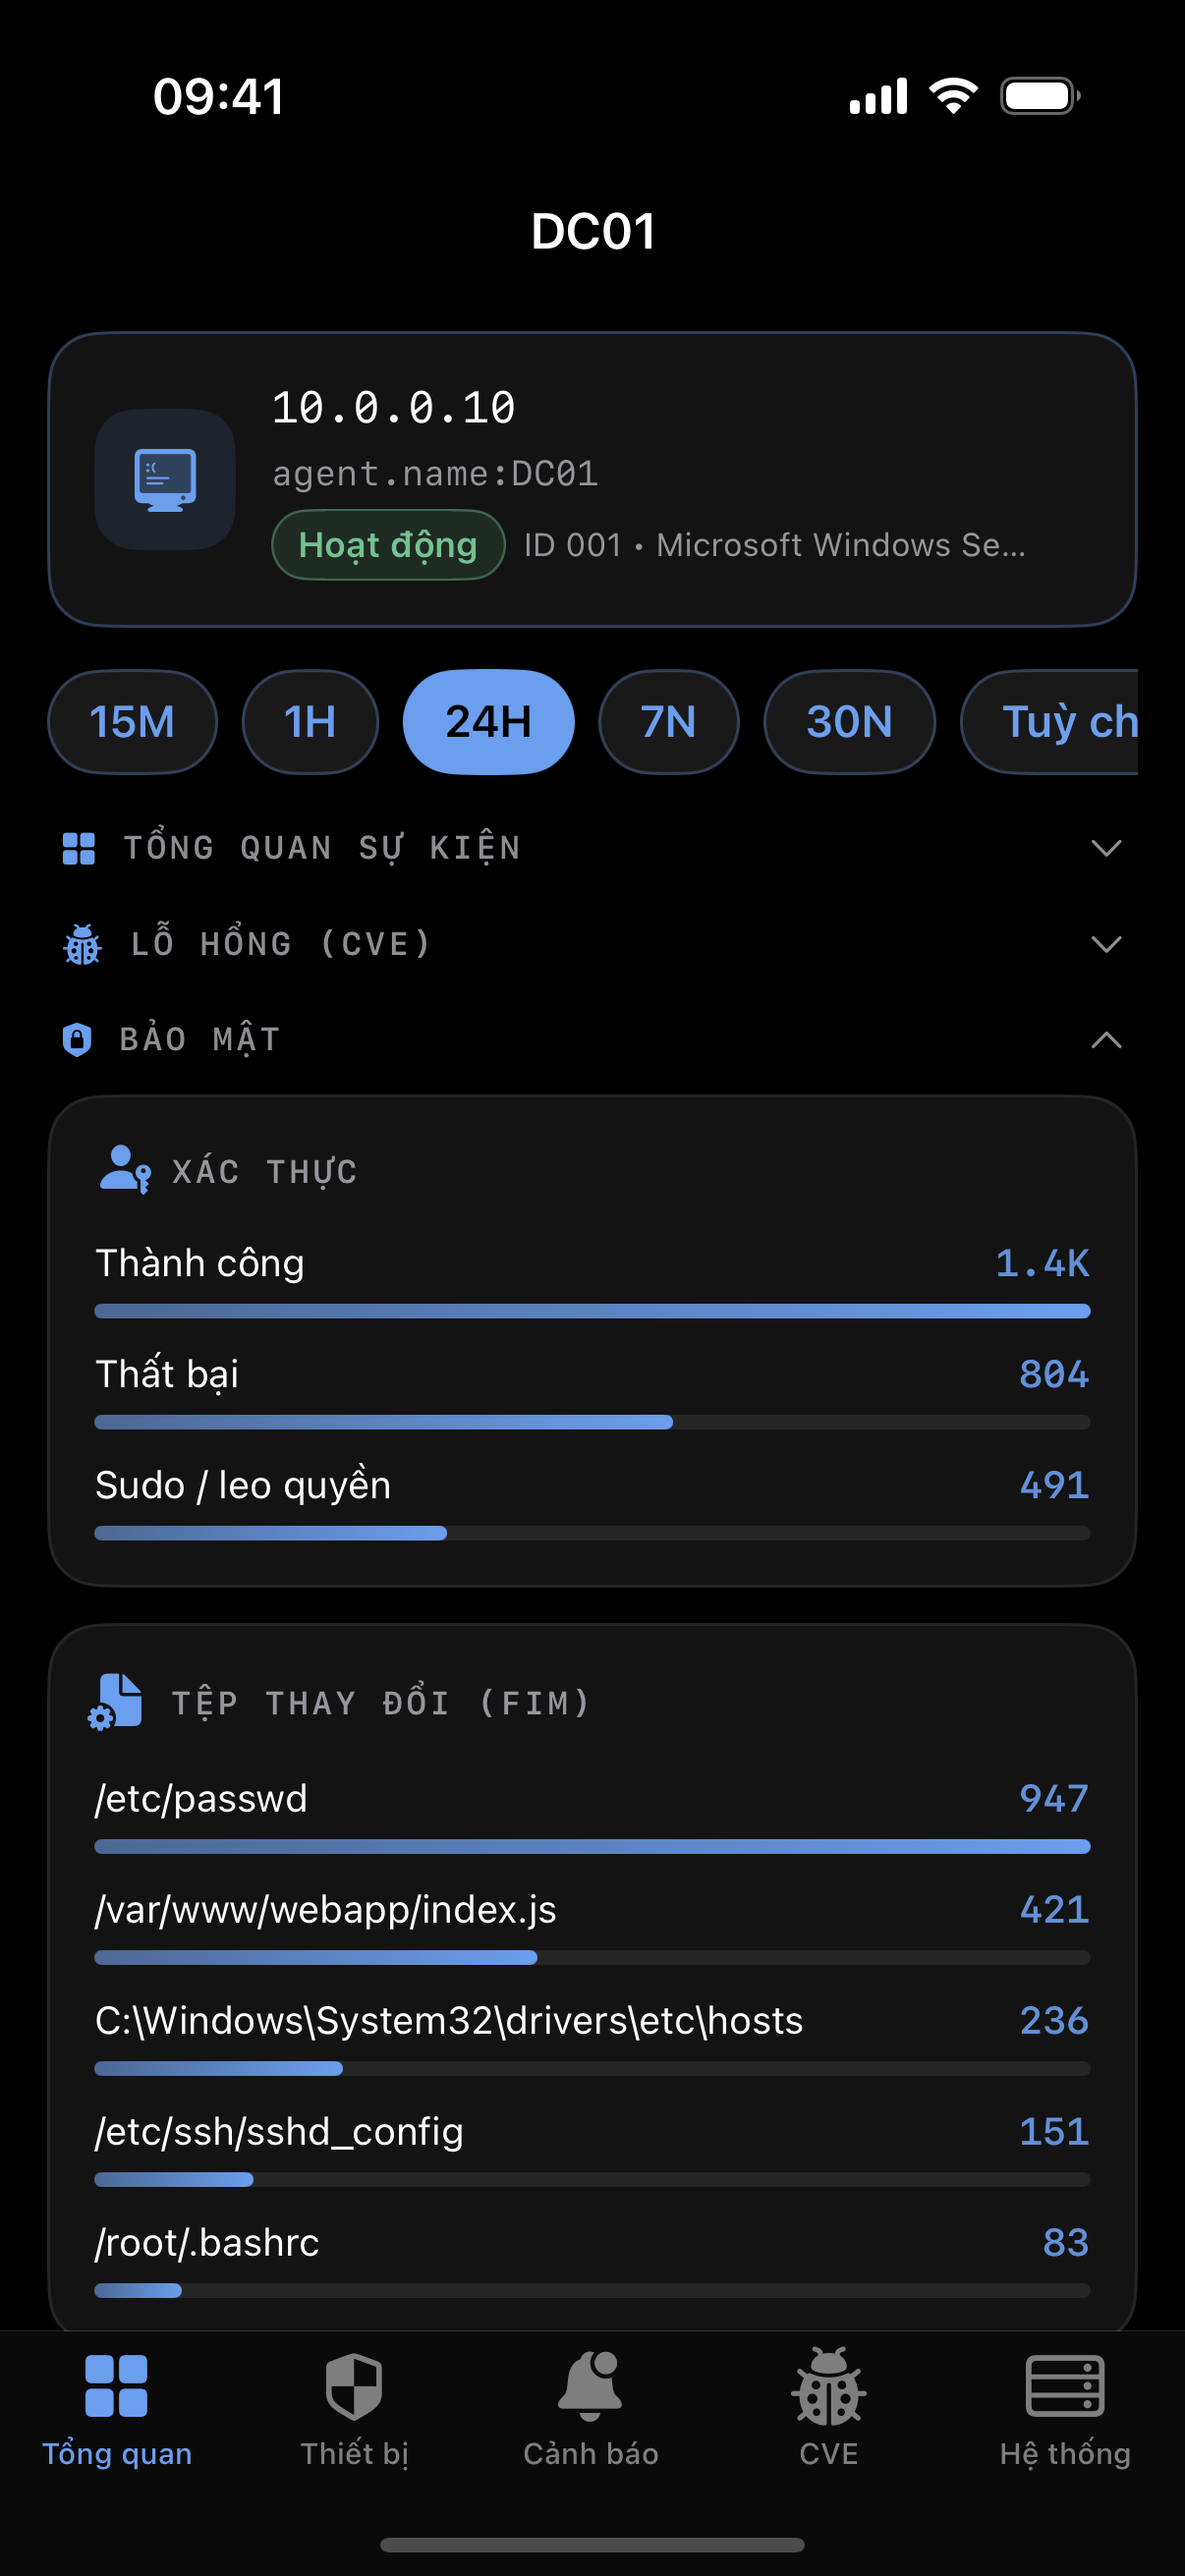 09:41
DC01
10.0.0.10
agent.name:DC01
Hoạt động ID 001 • Microsoft Windows Se...
15M 1H 24H 7N 30N Tuỳ ch
TỔNG QUAN SỰ KIỆN
LỖ HỔNG (CVE)
BẢO MẬT
XÁC THỰC
Thành công 1.4K
Thất bại 804
Sudo / leo quyền 491
TỆP THAY ĐỔI (FIM)
/etc/passwd 947
/var/www/webapp/index.js 421
C:\Windows\System32\drivers\etc\hosts 236
/etc/ssh/sshd_config 151
/root/.bashrc 83
Tổng quan Thiết bị Cảnh báo CVE Hệ thống